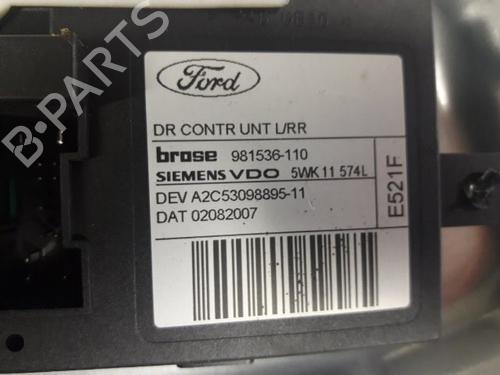 Ford
DR CONTR UNT L/RR
brose 981536-110
SIEMENS VDO 5WK 11 574L
DEV A2C53098895-11
DAT 02082007
E521F
B-PARTS